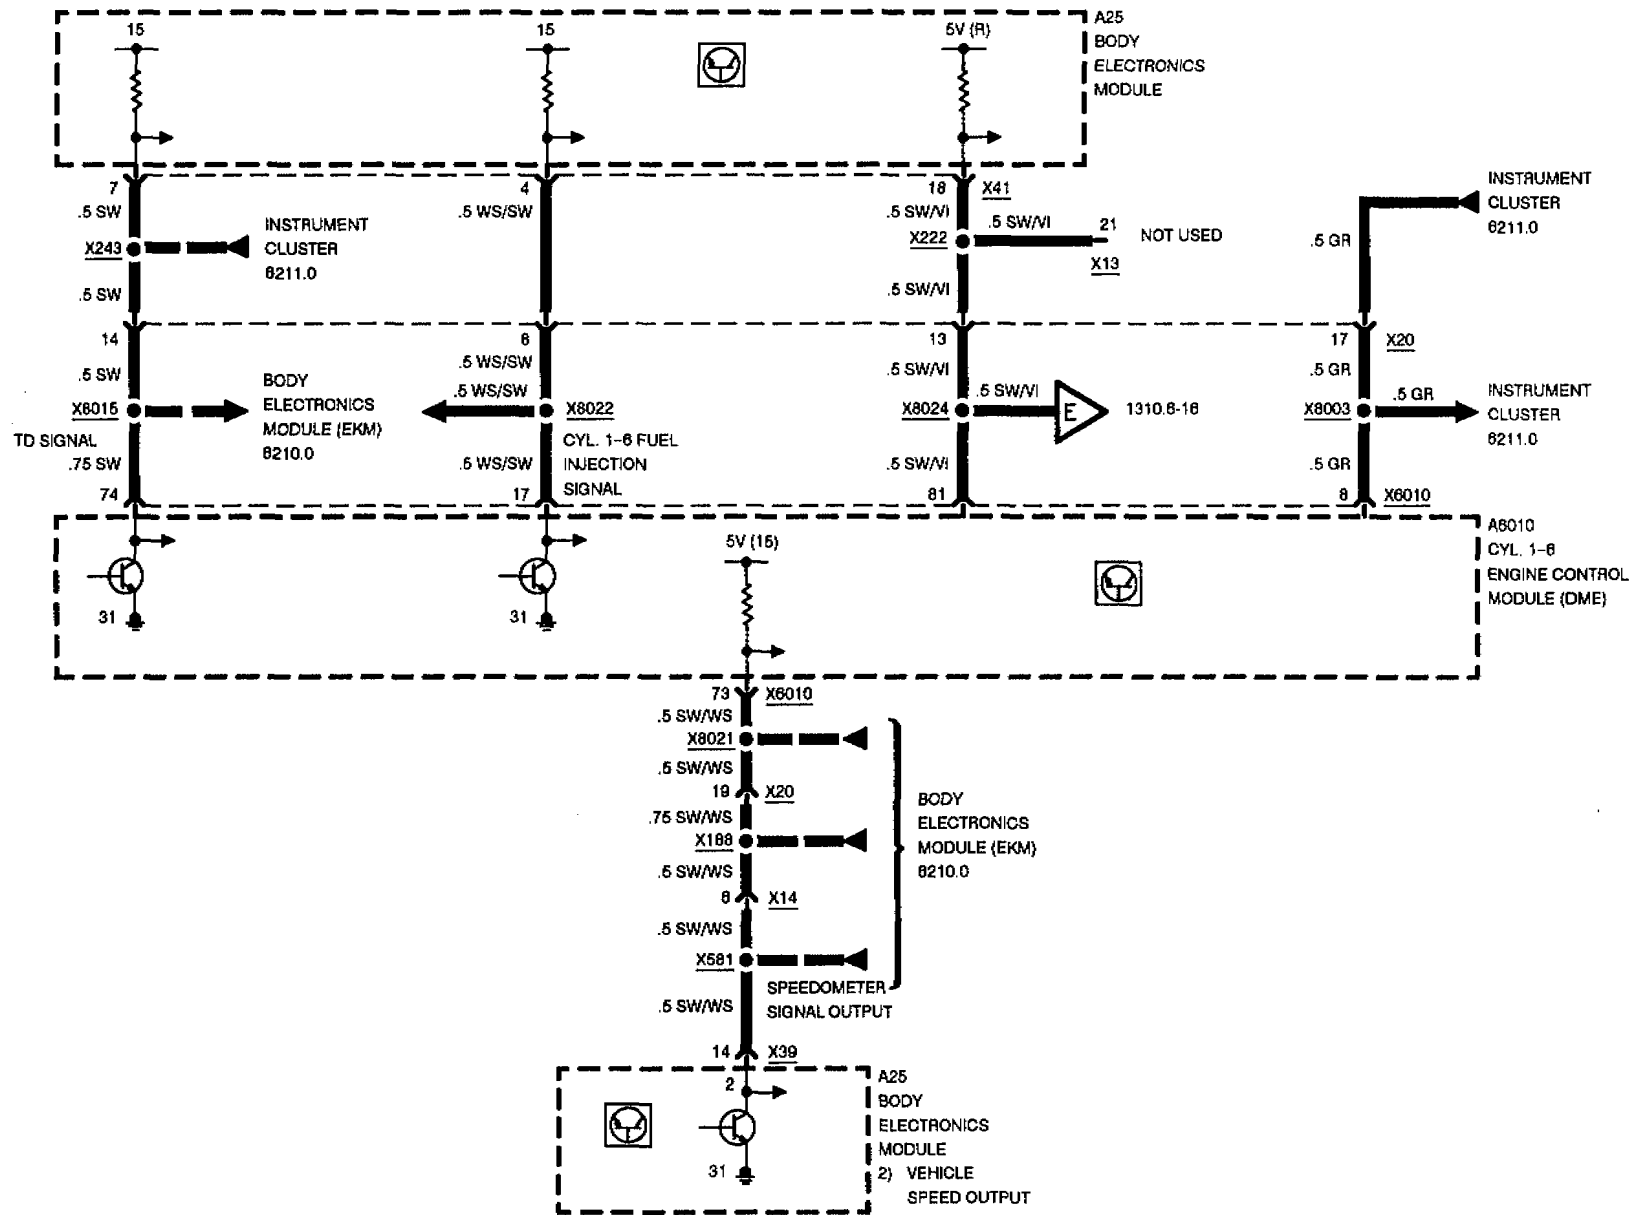 15
15
5V (R)
A25
BODY
ELECTRONICS
MODULE
7
4
18
X41
.5 SW
.5 WS/SW
.5 SW/VI
.5 SW/VI
21
NOT USED
X243
INSTRUMENT
CLUSTER
6211.0
X222
X13
INSTRUMENT
CLUSTER
6211.0
.5 GR
.5 SW
.5 SW/VI
14
6
13
17
X20
.5 SW
.5 WS/SW
.5 SW/VI
.5 GR
.5 WS/SW
.5 SW/VI
.5 GR
X8015
BODY
ELECTRONICS
MODULE (EKM)
6210.0
X8022
X8024
E
1310.6-16
X8003
INSTRUMENT
CLUSTER
6211.0
TD SIGNAL
CYL. 1-6 FUEL
INJECTION
SIGNAL
.75 SW
.5 WS/SW
.5 SW/VI
.5 GR
74
17
81
8
X6010
A6010
CYL. 1-6
ENGINE CONTROL
MODULE (DME)
5V (15)
31
31
73
X6010
.5 SW/WS
X8021
.5 SW/WS
19
X20
.75 SW/WS
X188
.5 SW/WS
BODY
ELECTRONICS
MODULE (EKM)
6210.0
8
X14
.5 SW/WS
X581
SPEEDOMETER
SIGNAL OUTPUT
.5 SW/WS
14
X39
2
31
A25
BODY
ELECTRONICS
MODULE
2) VEHICLE
SPEED OUTPUT